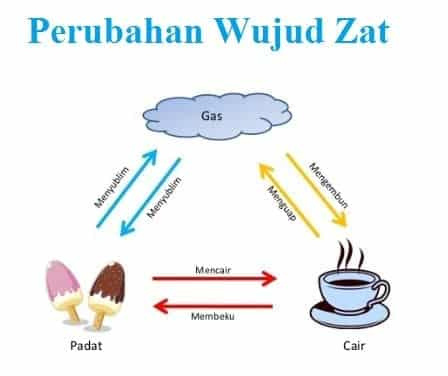 Perubahan Wujud Zat
Gas
Menyublim
Menyublim
Menguap
Mengembun
Mencair
Membeku
Padat
Cair